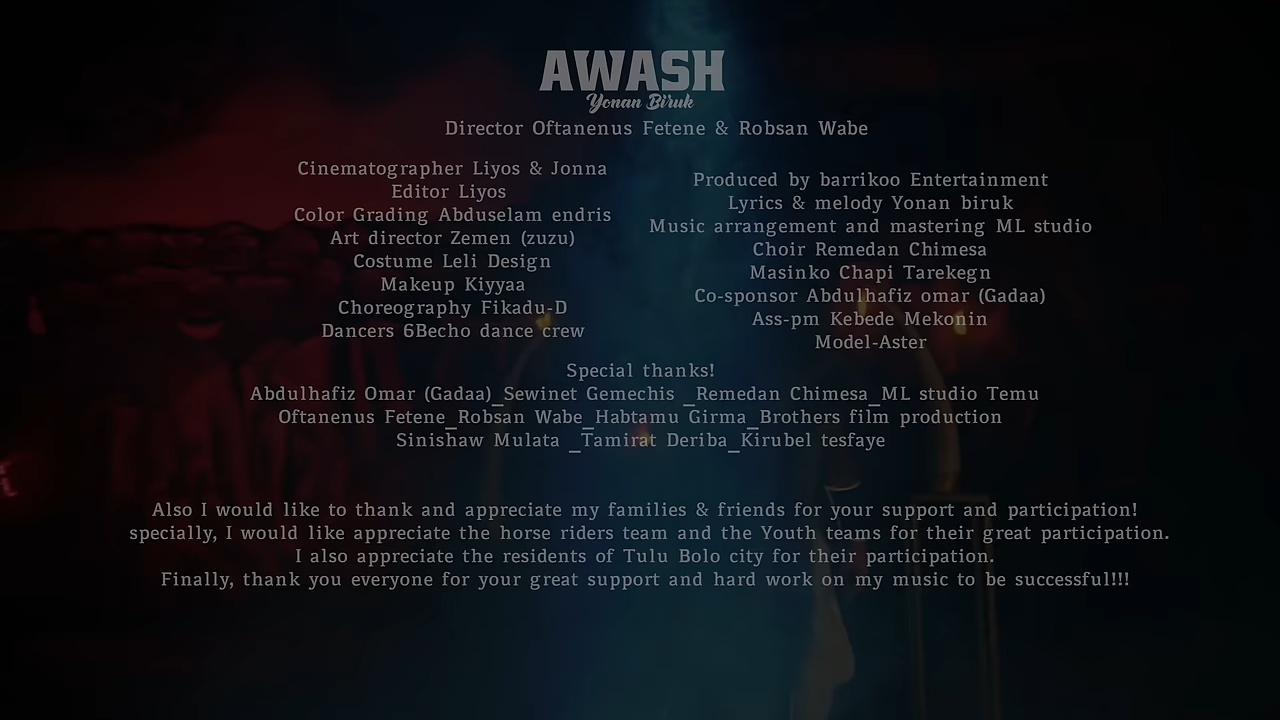 AWASH
Yonan Biruk
Director Oftanenus Fetene & Robsan Wabe
Cinematographer Liyos & Jonna
Editor Liyos
Color Grading Abduselam endris
Art director Zemen (zuzu)
Costume Leli Design
Makeup Kiyyaa
Choreography Fikadu-D
Dancers 6Becho dance crew
Produced by barrikoo Entertainment
Lyrics & melody Yonan biruk
Music arrangement and mastering ML studio
Choir Remedan Chimesa
Masinko Chapi Tarekegn
Co-sponsor Abdulhafiz omar (Gadaa)
Ass-pm Kebede Mekonin
Model-Aster
Special thanks!
Abdulhafiz Omar (Gadaa)_Sewinet Gemechis _Remedan Chimesa_ML studio Temu
Oftanenus Fetene_Robsan Wabe_Habtamu Girma_Brothers film production
Sinishaw Mulata _Tamirat Deriba_Kirubel tesfaye
Also I would like to thank and appreciate my families & friends for your support and participation!
specially, I would like appreciate the horse riders team and the Youth teams for their great participation.
I also appreciate the residents of Tulu Bolo city for their participation.
Finally, thank you everyone for your great support and hard work on my music to be successful!!!